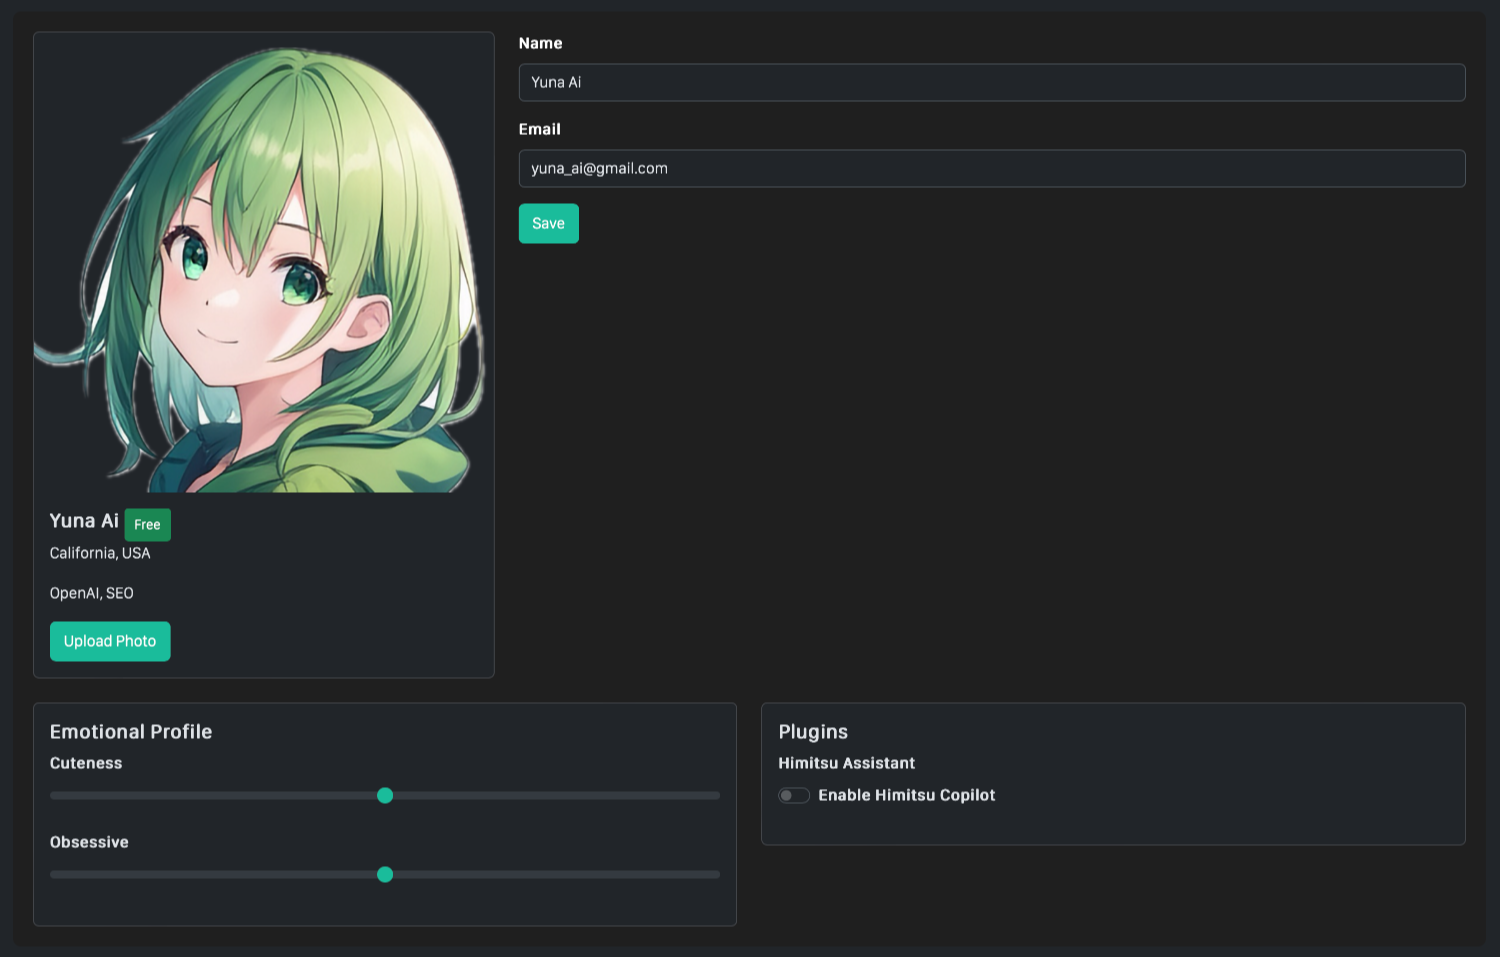 Name
Yuna Ai
Email
yuna_ai@gmail.com
Save
Yuna Ai Free
California, USA
OpenAI, SEO
Upload Photo
Emotional Profile
Cuteness
Obsessive
Plugins
Himitsu Assistant
Enable Himitsu Copilot